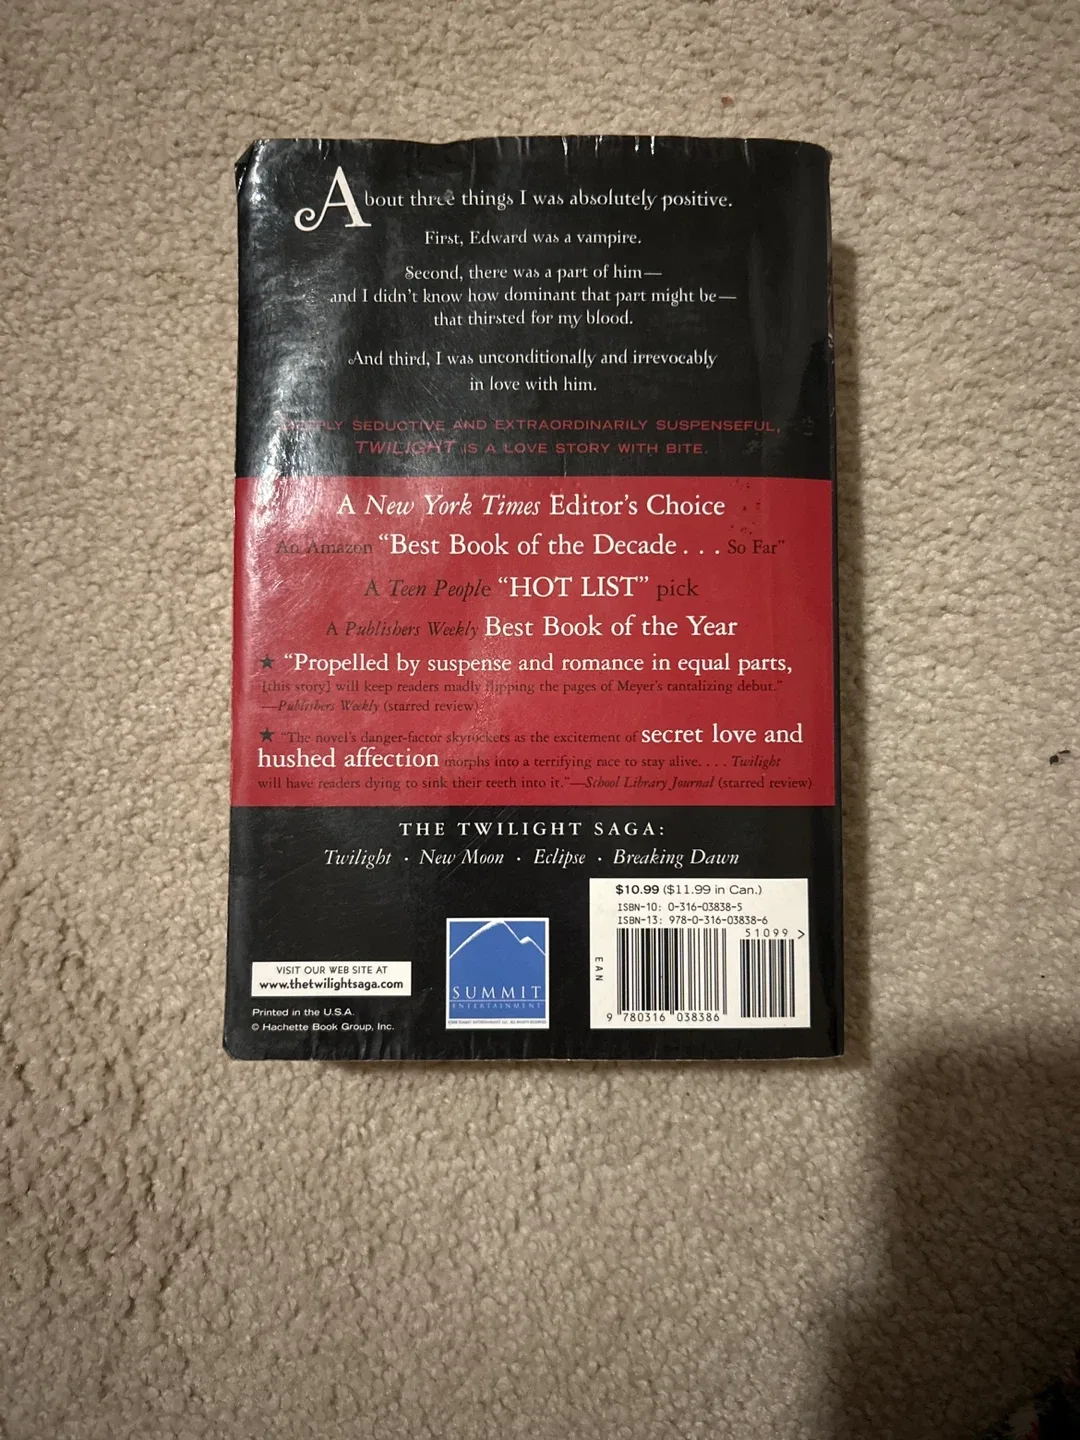 About three things I was absolutely positive.
First, Edward was a vampire.
Second, there was a part of him—
and I didn't know how dominant that part might be—
that thirsted for my blood.
And third, I was unconditionally and irrevocably
in love with him.
DEEPLY SEDUCTIVE AND EXTRAORDINARILY SUSPENSEFUL,
TWILIGHT IS A LOVE STORY WITH BITE.
A New York Times Editor's Choice
An Amazon "Best Book of the Decade . . . So Far"
A Teen People "HOT LIST" pick
A Publishers Weekly Best Book of the Year
★ "Propelled by suspense and romance in equal parts,
[this story] will keep readers madly flipping the pages of Meyer's tantalizing debut."
—Publishers Weekly (starred review)
★ "The novel's danger-factor skyrockets as the excitement of secret love and
hushed affection morphs into a terrifying race to stay alive. . . . Twilight
will have readers dying to sink their teeth into it."—School Library Journal (starred review)
THE TWILIGHT SAGA:
Twilight · New Moon · Eclipse · Breaking Dawn
$10.99 ($11.99 in Can.)
ISBN-10: 0-316-03838-5
ISBN-13: 978-0-316-03838-6
51099 >
EAN
9 780316 038386
SUMMIT
ENTERTAINMENT
VISIT OUR WEB SITE AT
www.thetwilightsaga.com
Printed in the U.S.A.
© Hachette Book Group, Inc.